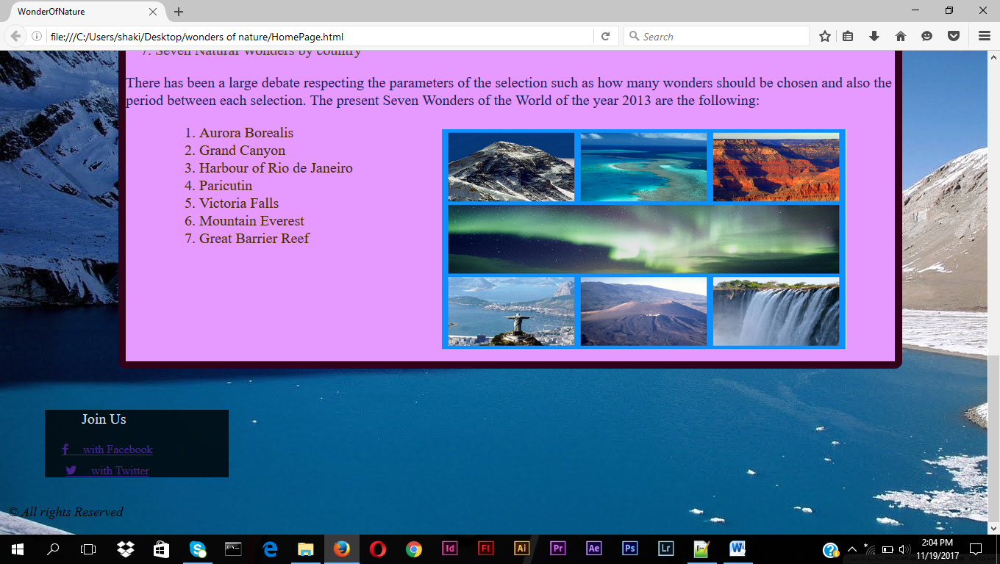 WonderOfNature
file:///C:/Users/shaki/Desktop/wonders of nature/HomePage.html
Search
7. Seven Natural Wonders by country
There has been a large debate respecting the parameters of the selection such as how many wonders should be chosen and also the
period between each selection. The present Seven Wonders of the World of the year 2013 are the following:
1. Aurora Borealis
2. Grand Canyon
3. Harbour of Rio de Janeiro
4. Paricutin
5. Victoria Falls
6. Mountain Everest
7. Great Barrier Reef
Join Us
with Facebook
with Twitter
© All rights Reserved
Id Fl Ai Pr Ae Ps Lr
2:04 PM
11/19/2017